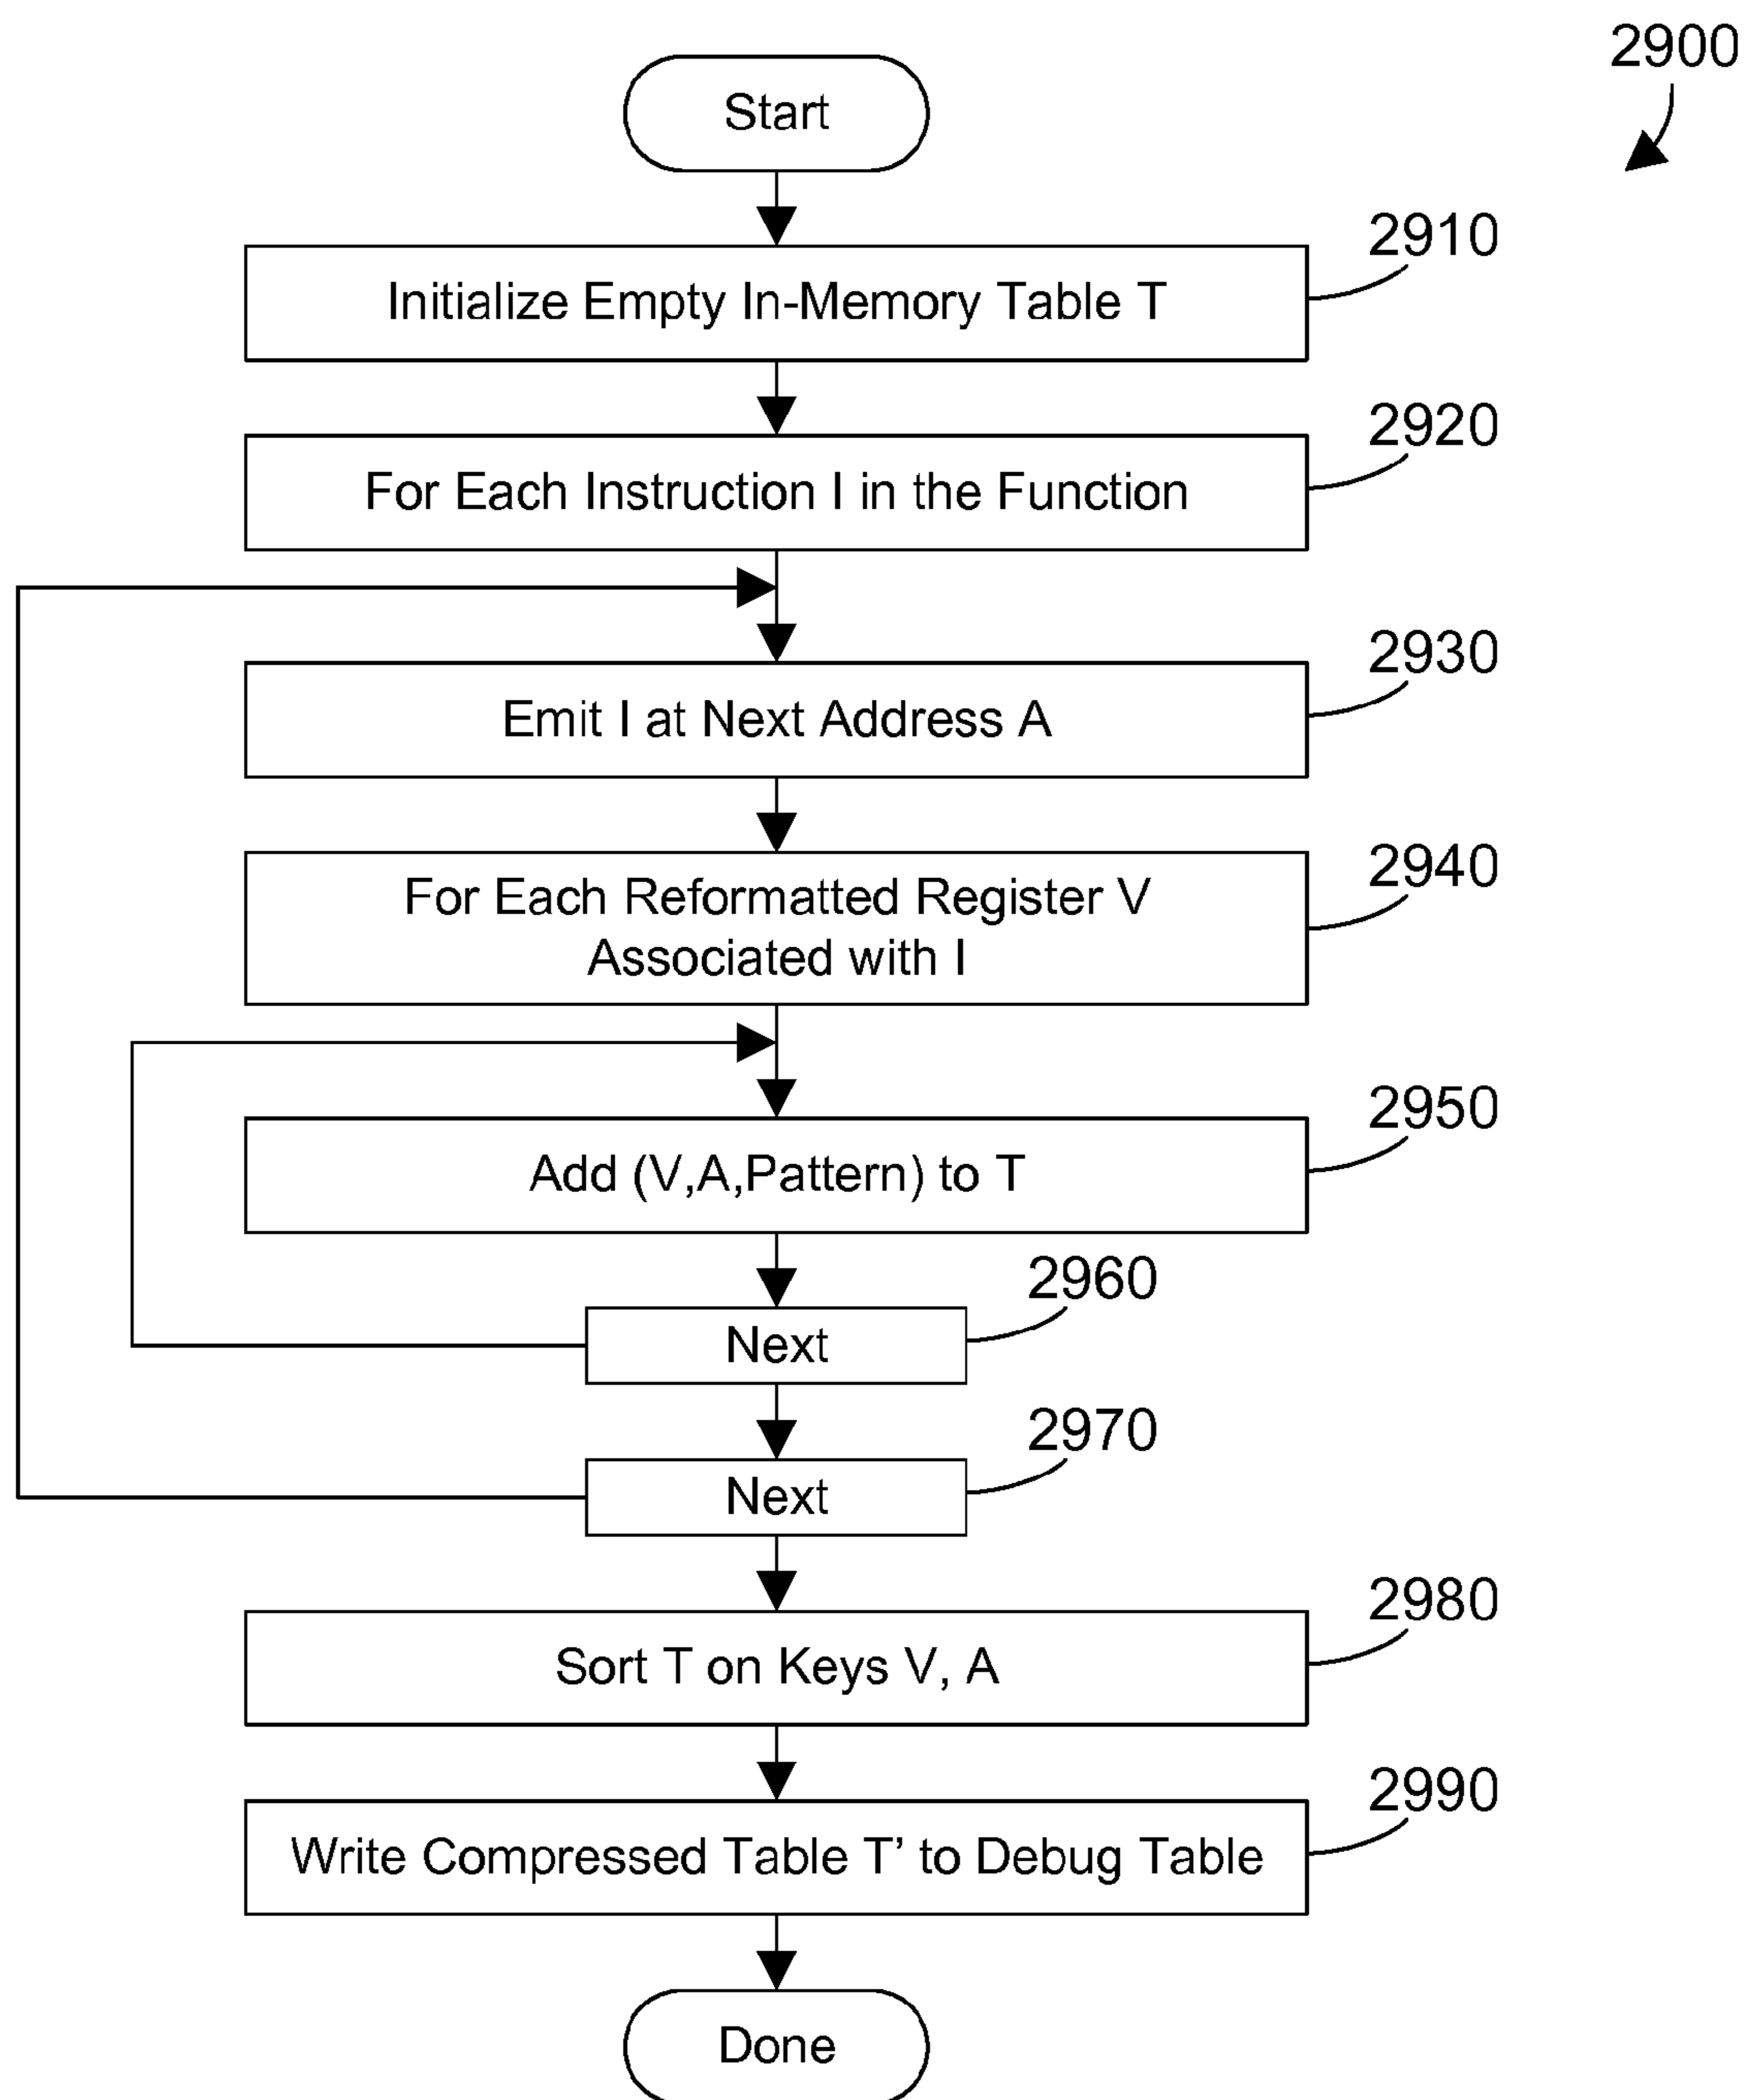 2900
Start
2910
Initialize Empty In-Memory Table T
2920
For Each Instruction I in the Function
2930
Emit I at Next Address A
2940
For Each Reformatted Register V
Associated with I
2950
Add (V,A,Pattern) to T
2960
Next
2970
Next
2980
Sort T on Keys V, A
2990
Write Compressed Table T’ to Debug Table
Done